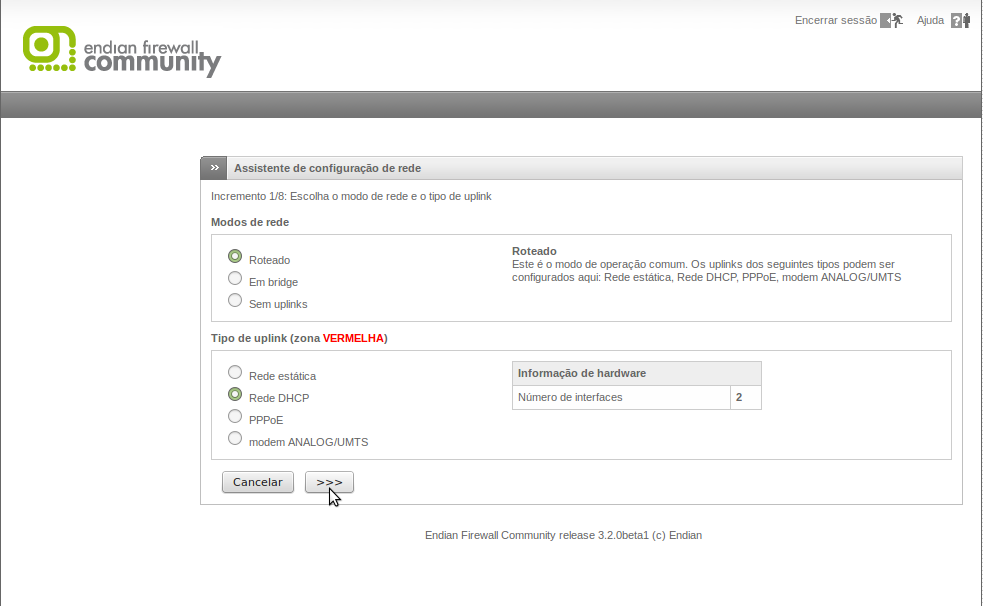 Encerrar sessão
Ajuda ?
endian firewall
community
» Assistente de configuração de rede
Incremento 1/8: Escolha o modo de rede e o tipo de uplink
Modos de rede
Roteado
Em bridge
Sem uplinks
Roteado
Este é o modo de operação comum. Os uplinks dos seguintes tipos podem ser
configurados aqui: Rede estática, Rede DHCP, PPPoE, modem ANALOG/UMTS
Tipo de uplink (zona VERMELHA)
Rede estática
Rede DHCP
PPPoE
modem ANALOG/UMTS
Informação de hardware
Número de interfaces 2
Cancelar >>>
Endian Firewall Community release 3.2.0beta1 (c) Endian